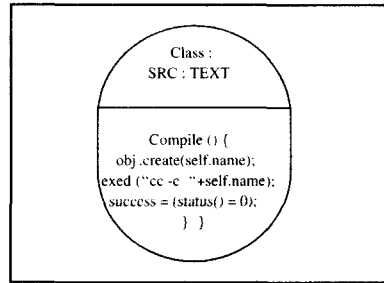 Class :
SRC : TEXT
Compile () {
obj .create(self.name);
exed ("cc -c "+self.name);
success = (status() = 0);
} }